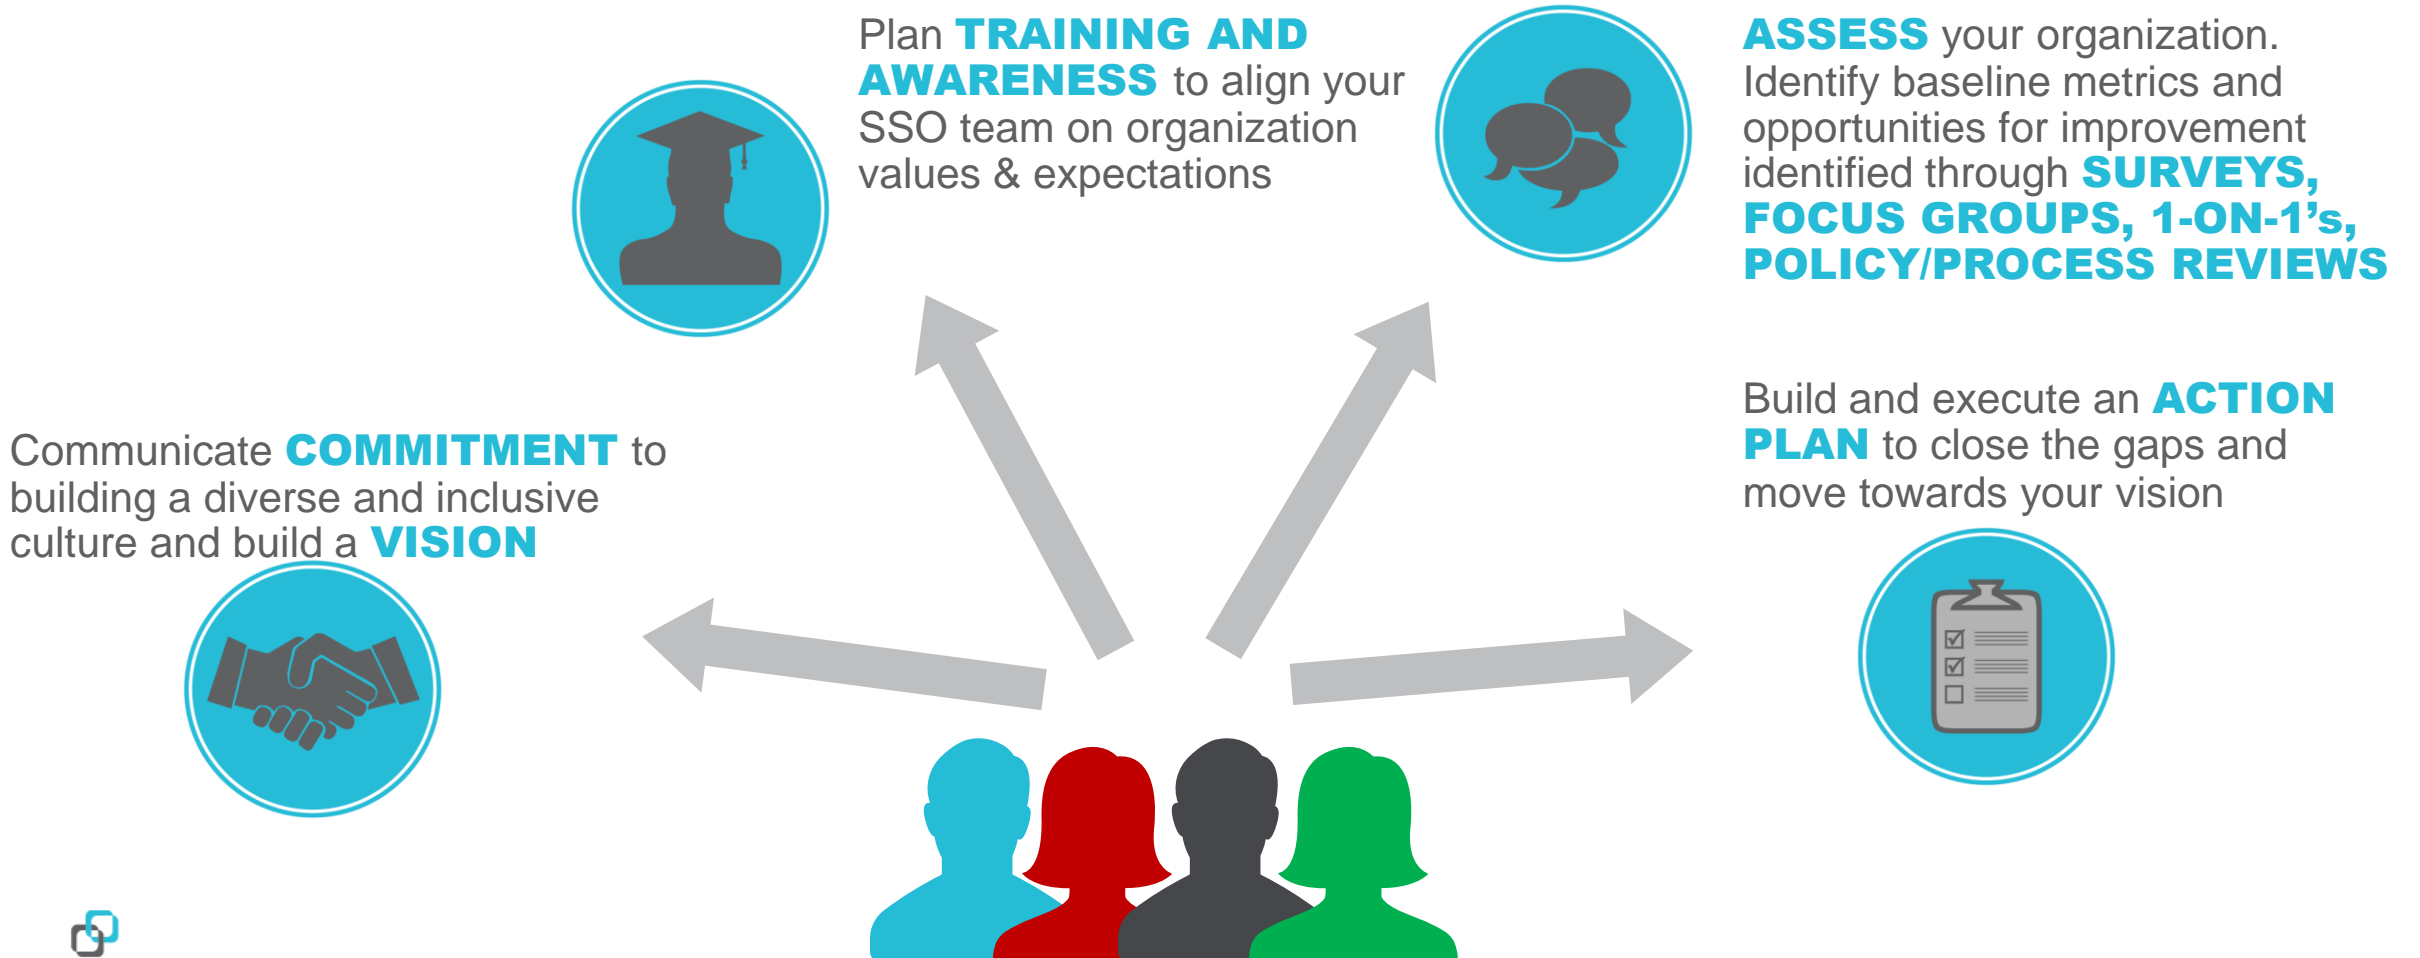 Plan TRAINING AND
AWARENESS to align your
SSO team on organization
values & expectations
ASSESS your organization.
Identify baseline metrics and
opportunities for improvement
identified through SURVEYS,
FOCUS GROUPS, 1-ON-1’s,
POLICY/PROCESS REVIEWS
Communicate COMMITMENT to
building a diverse and inclusive
culture and build a VISION
Build and execute an ACTION
PLAN to close the gaps and
move towards your vision